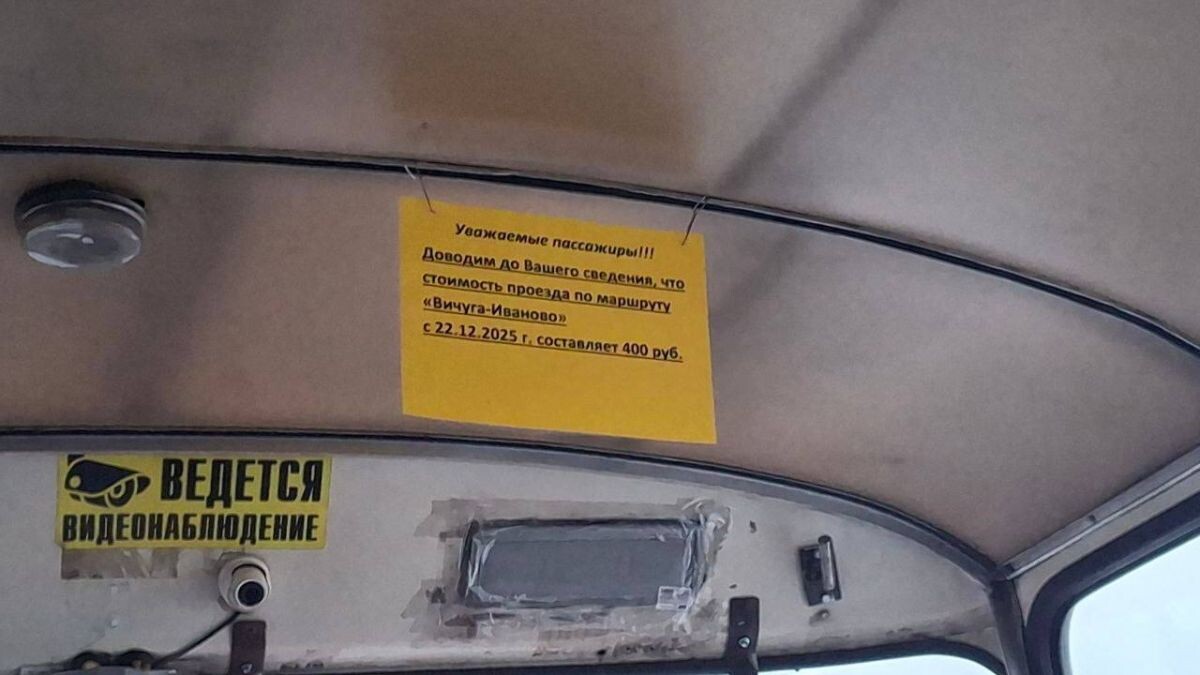 Уважаемые пассажиры!!!
Доводим до Вашего сведения, что
стоимость проезда по маршруту
«Вичуга-Иваново»
с 22.12.2025 г. составляет 400 руб.
ВЕДЕТСЯ
ВИДЕОНАБЛЮДЕНИЕ